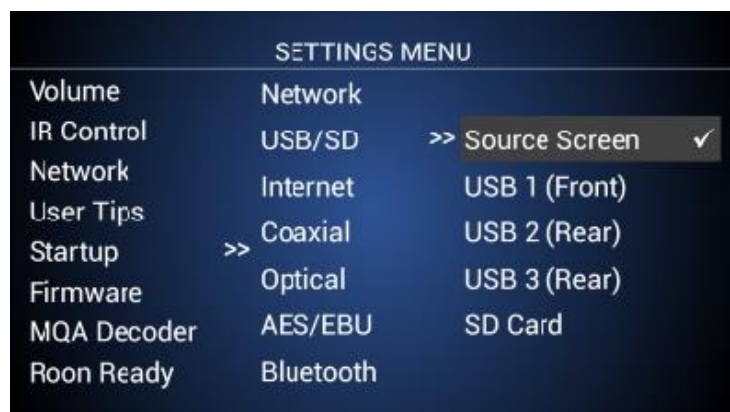 SETTINGS MENU
Volume
IR Control
Network
User Tips
Startup >>
Firmware
MQA Decoder
Roon Ready
Network
USB/SD >>
Internet
Coaxial
Optical
AES/EBU
Bluetooth
Source Screen ✓
USB 1 (Front)
USB 2 (Rear)
USB 3 (Rear)
SD Card